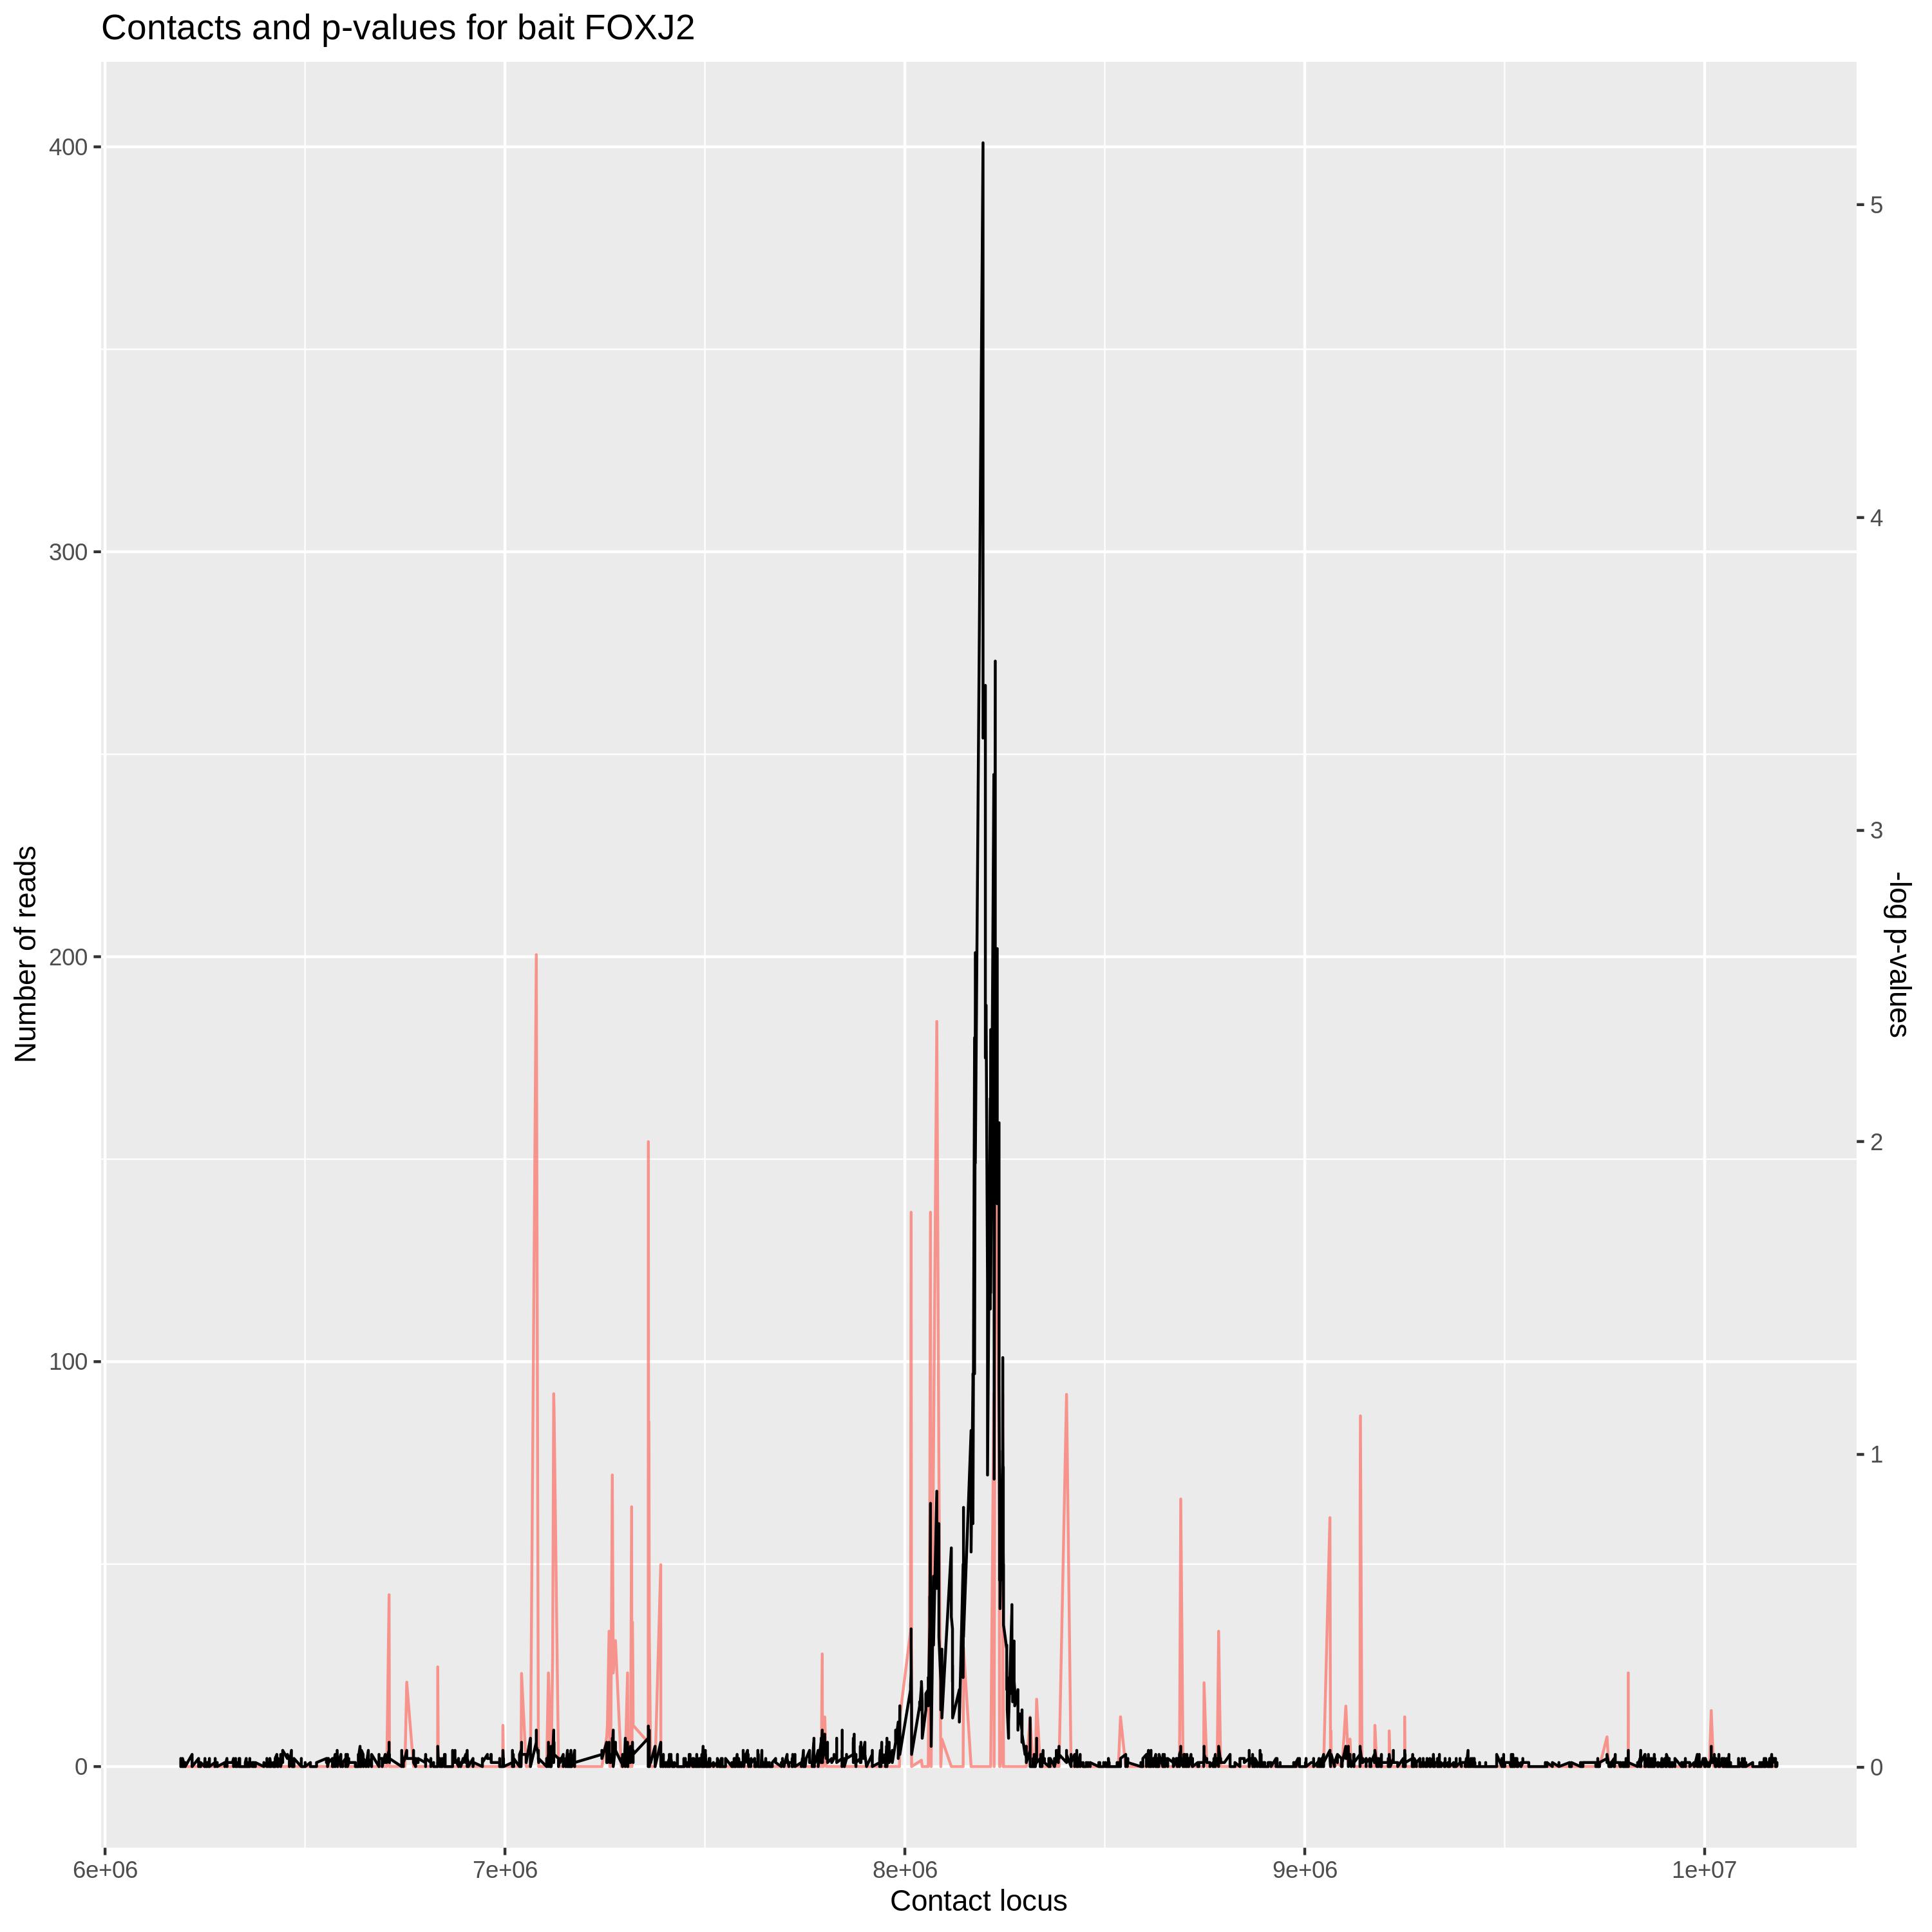 Contacts and p-values for bait FOXJ2
400
300
200
100
0
Number of reads
5
4
3
2
1
0
-log p-values
6e+06 7e+06 8e+06 9e+06 1e+07
Contact locus